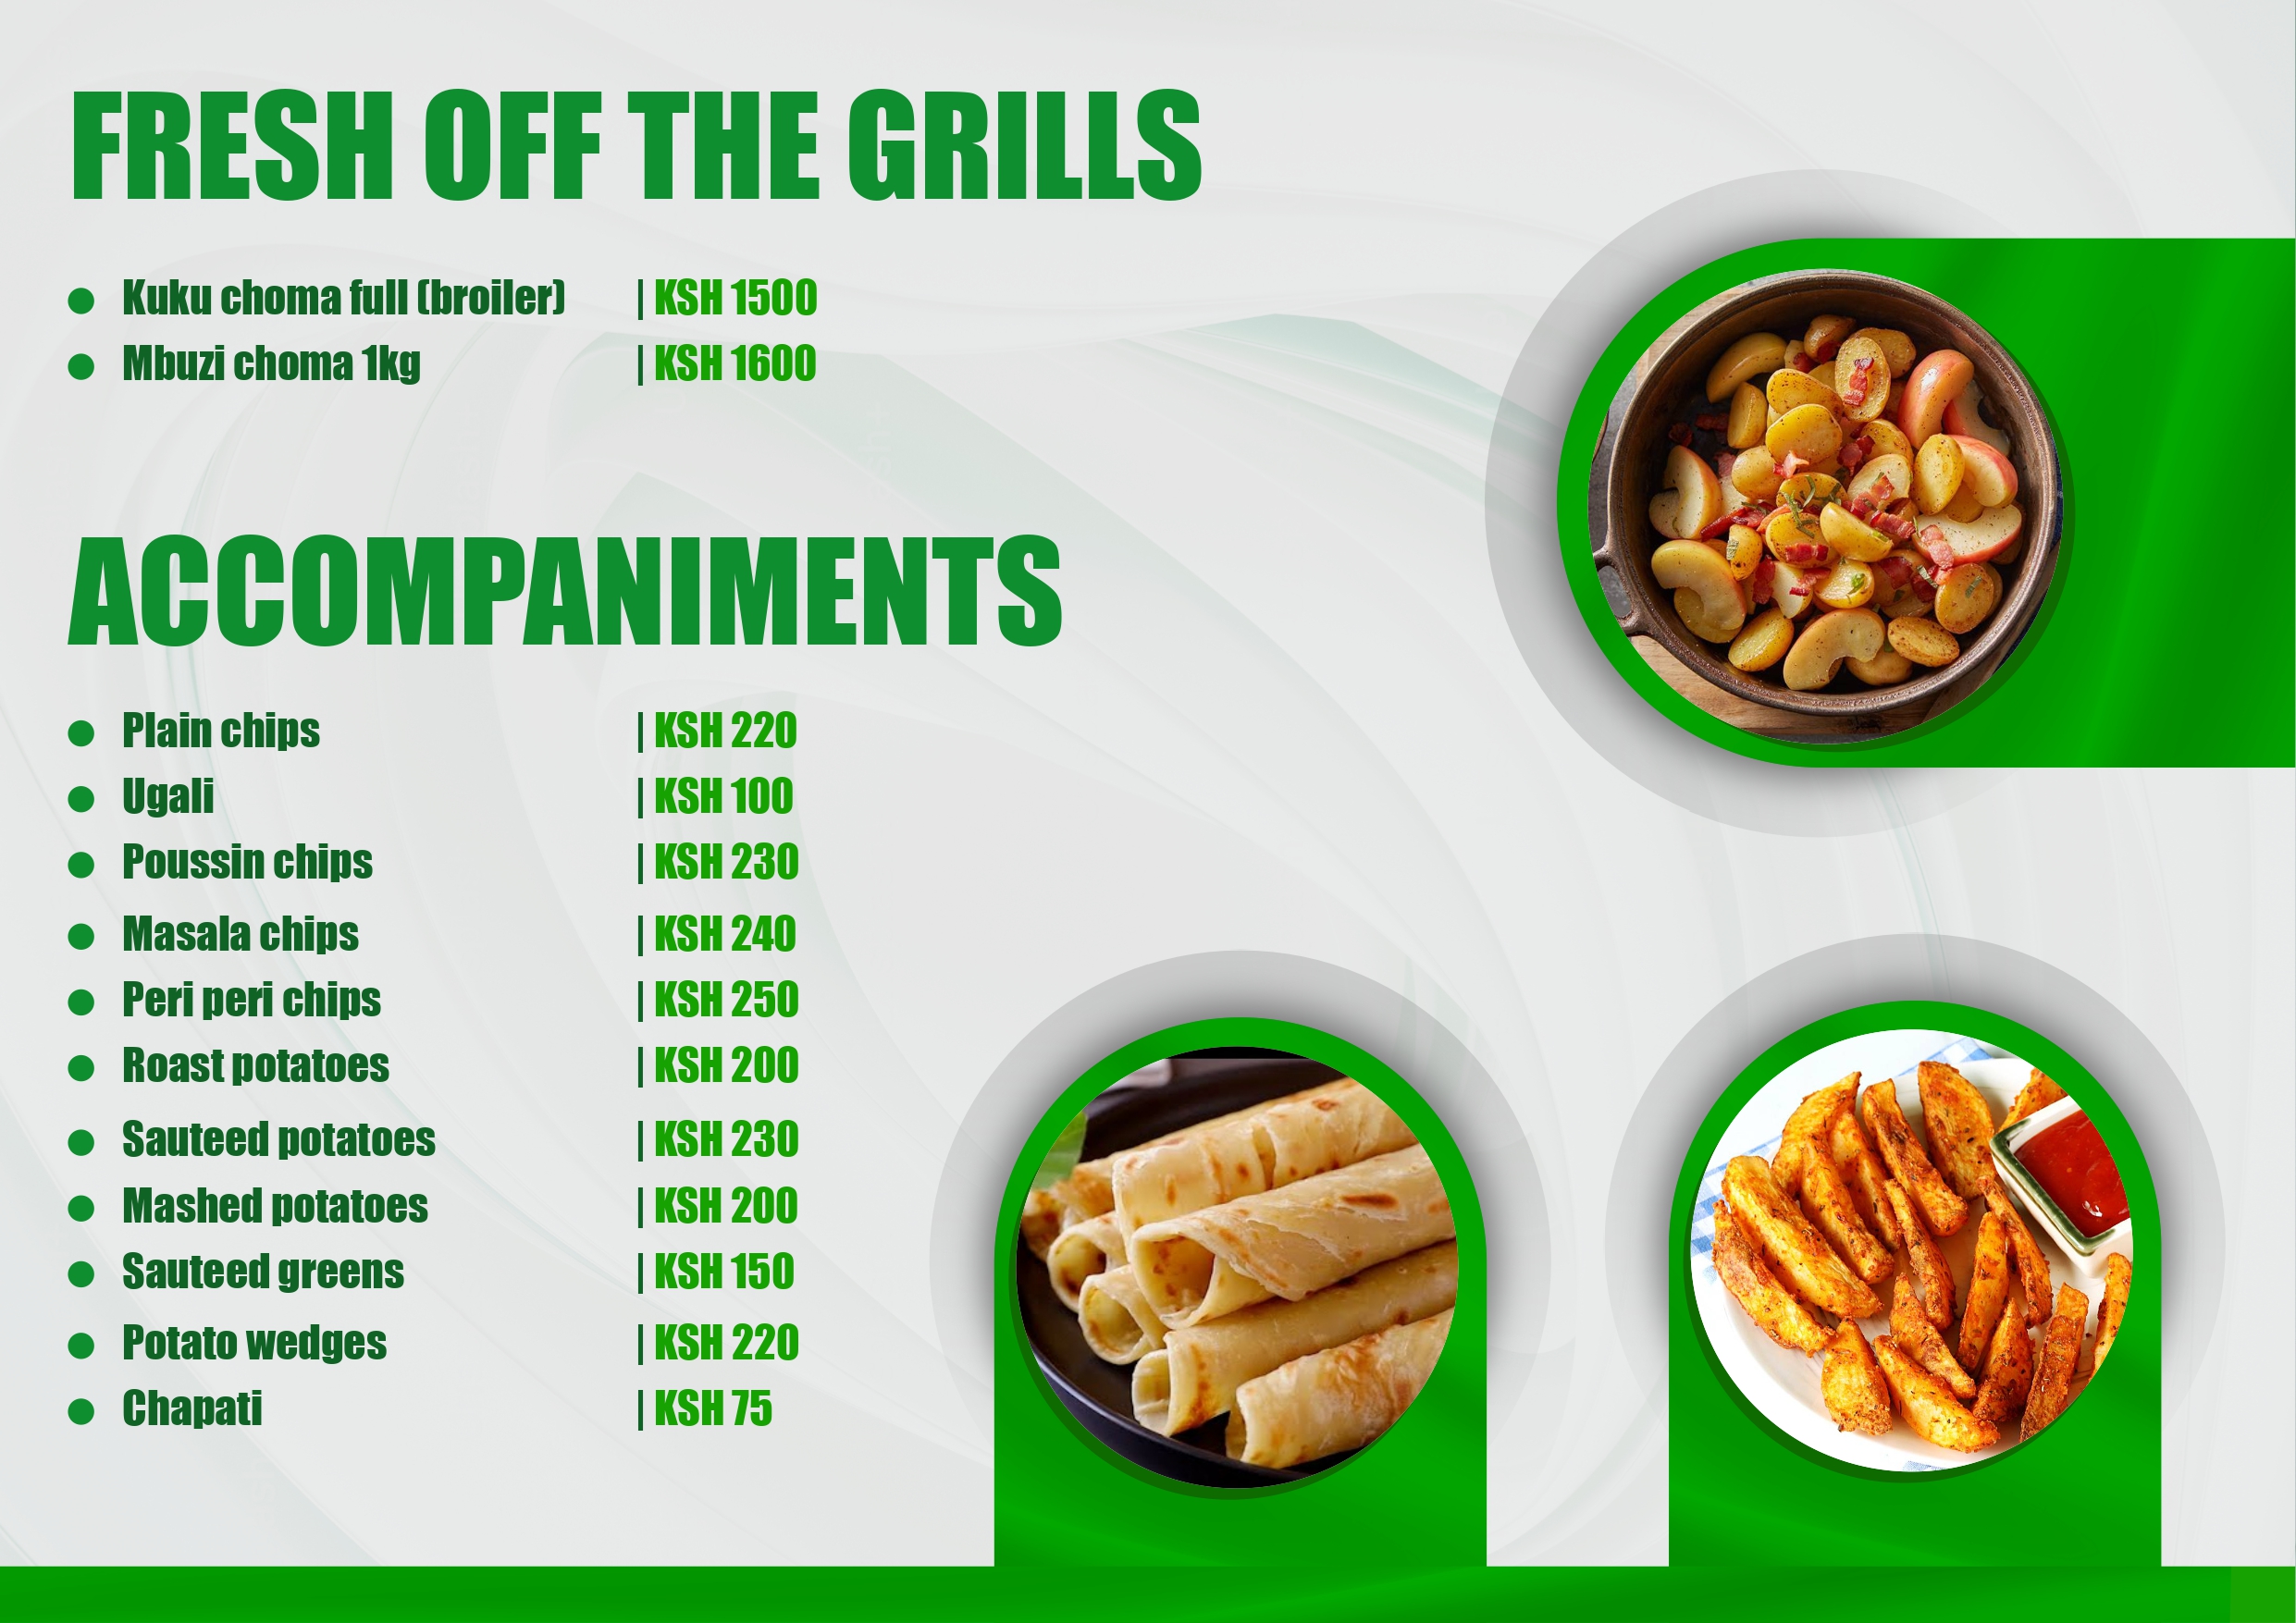 FRESH OFF THE GRILLS
Kuku choma full (broiler) | KSH 1500
Mbuzi choma 1kg | KSH 1600
ACCOMPANIMENTS
Plain chips | KSH 220
Ugali | KSH 100
Poussin chips | KSH 230
Masala chips | KSH 240
Peri peri chips | KSH 250
Roast potatoes | KSH 200
Sauteed potatoes | KSH 230
Mashed potatoes | KSH 200
Sauteed greens | KSH 150
Potato wedges | KSH 220
Chapati | KSH 75